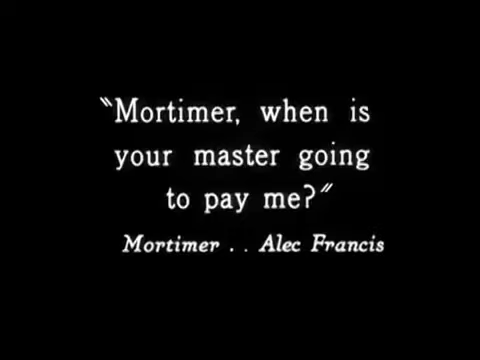 "Mortimer, when is
your master going
to pay me?"
Mortimer . . Alec Francis